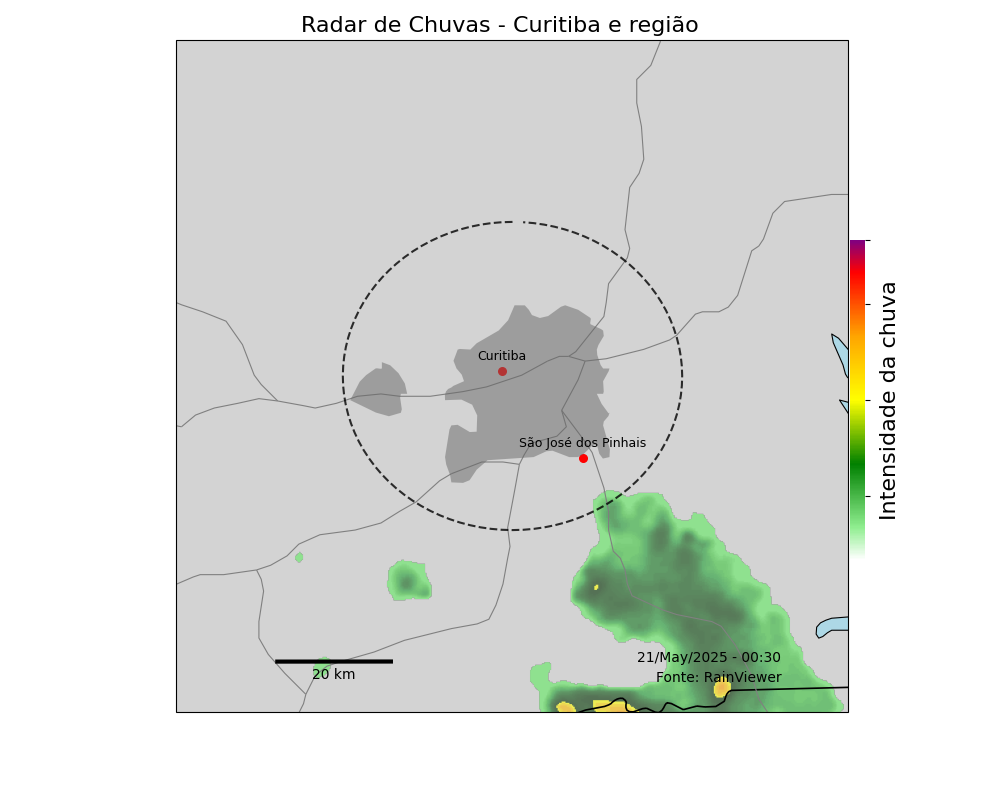 Radar de Chuvas - Curitiba e região
Curitiba
São José dos Pinhais
Intensidade da chuva
21/May/2025 - 00:30
Fonte: RainViewer
20 km